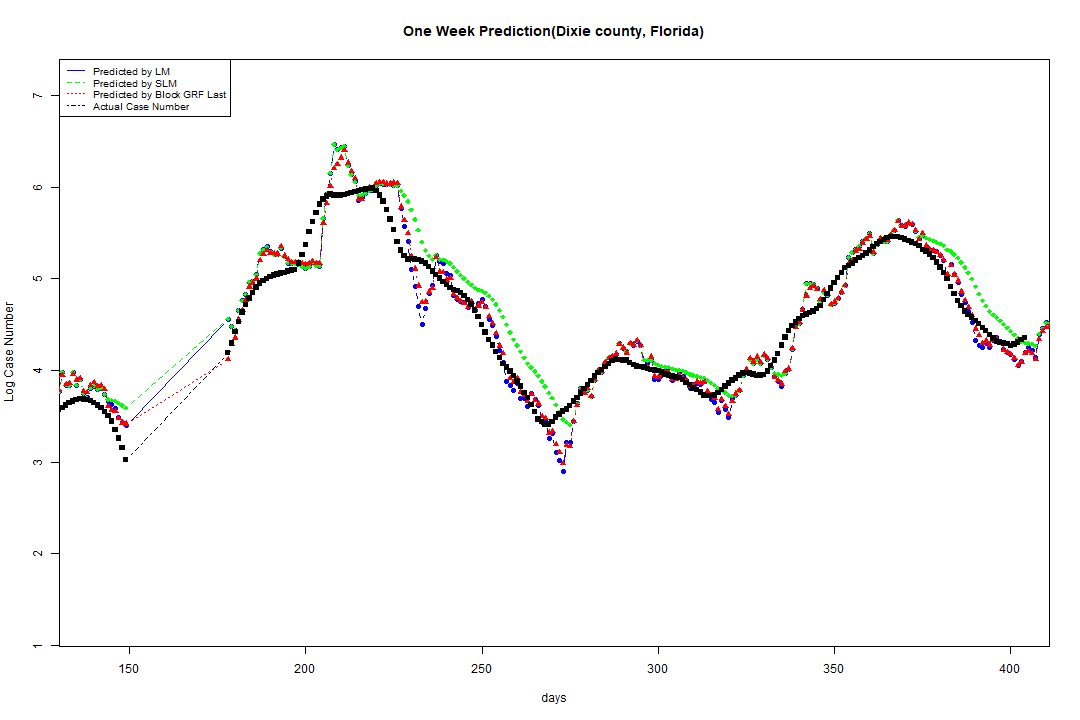 One Week Prediction(Dixie county, Florida)
Predicted by LM
Predicted by SLM
Predicted by Block GRF Last
Actual Case Number
Log Case Number
7
6
5
4
3
2
1
150 200 250 300 350 400
days